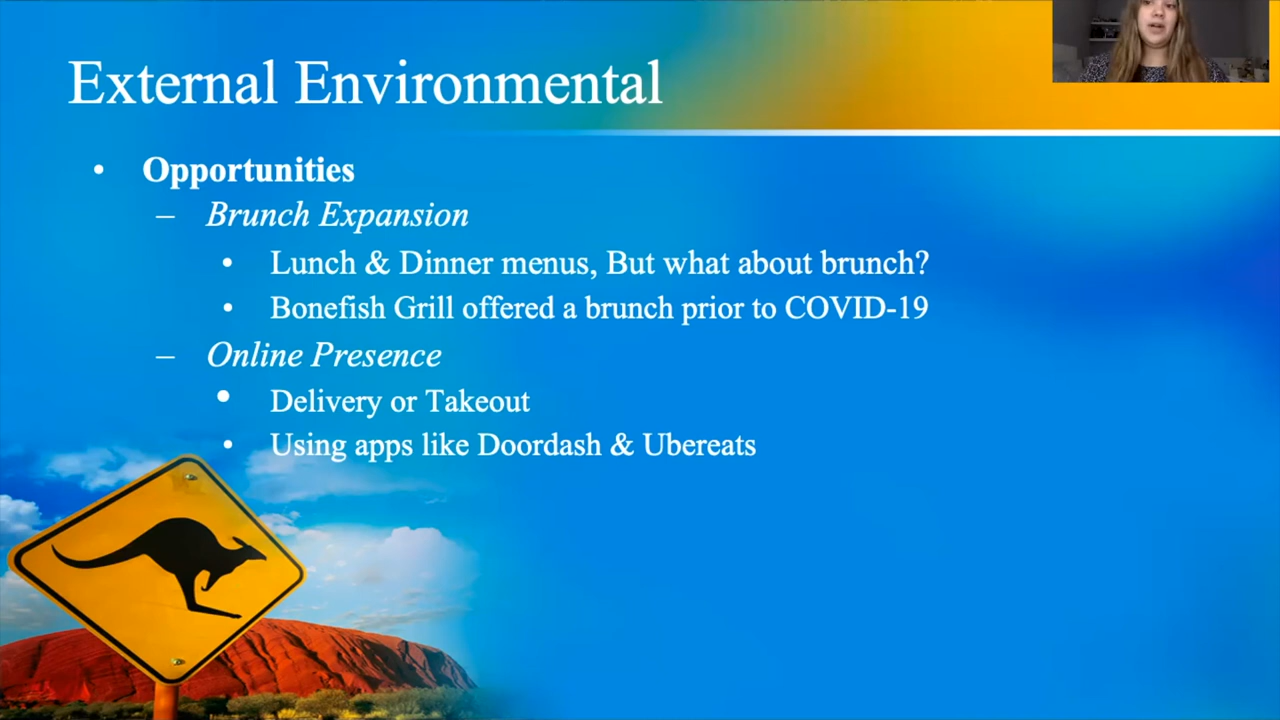 External Environmental
• Opportunities
– Brunch Expansion
• Lunch & Dinner menus, But what about brunch?
• Bonefish Grill offered a brunch prior to COVID-19
– Online Presence
• Delivery or Takeout
• Using apps like Doordash & Ubereats